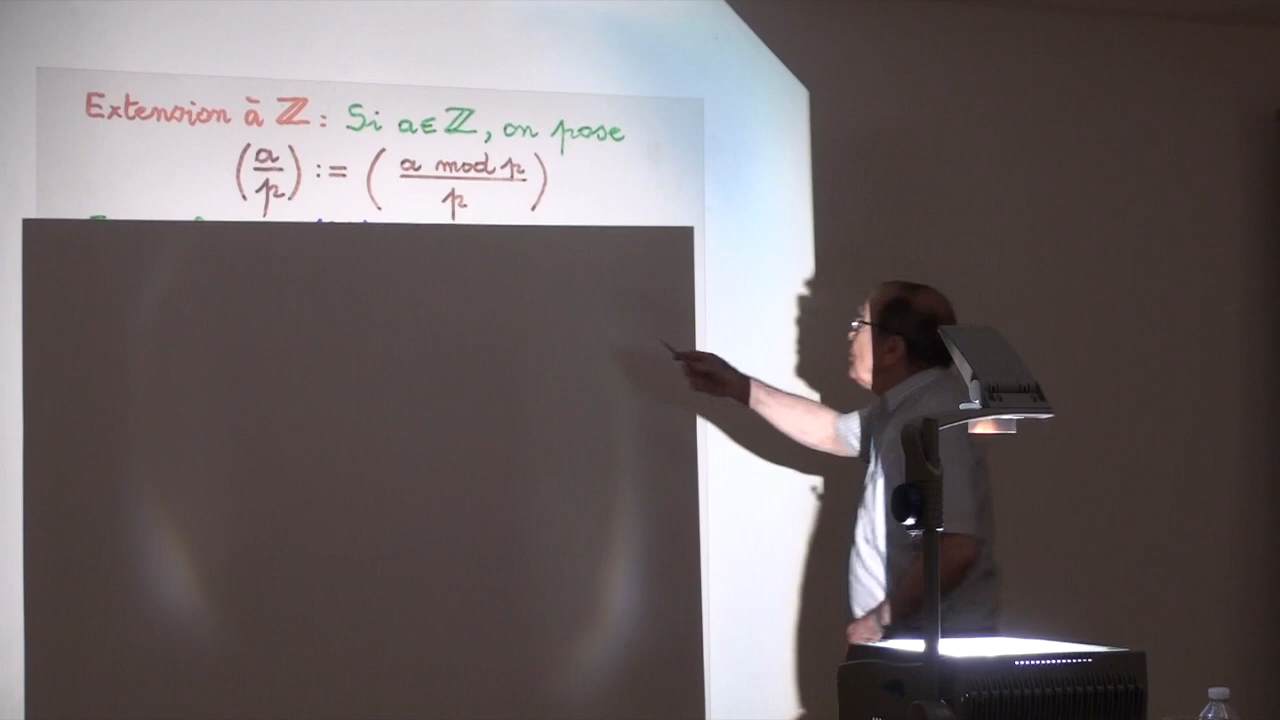 Extension à ℤ : Si a∈ℤ, on pose
(a/p) := (a mod p / p)